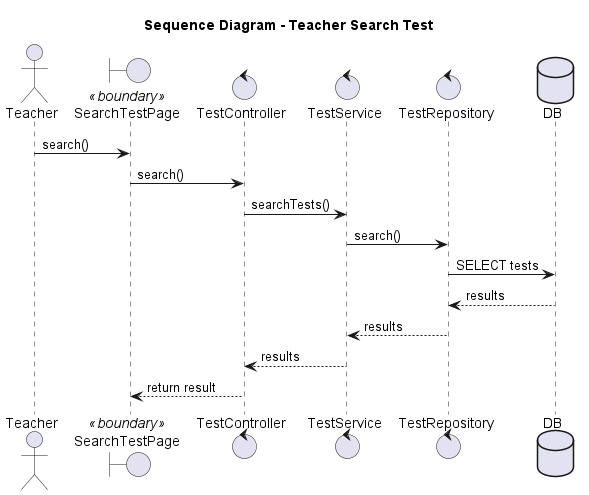 Sequence Diagram - Teacher Search Test
Teacher
«boundary»
SearchTestPage
TestController
TestService
TestRepository
DB
search()
search()
searchTests()
search()
SELECT tests
results
results
results
return result
Teacher
«boundary»
SearchTestPage
TestController
TestService
TestRepository
DB